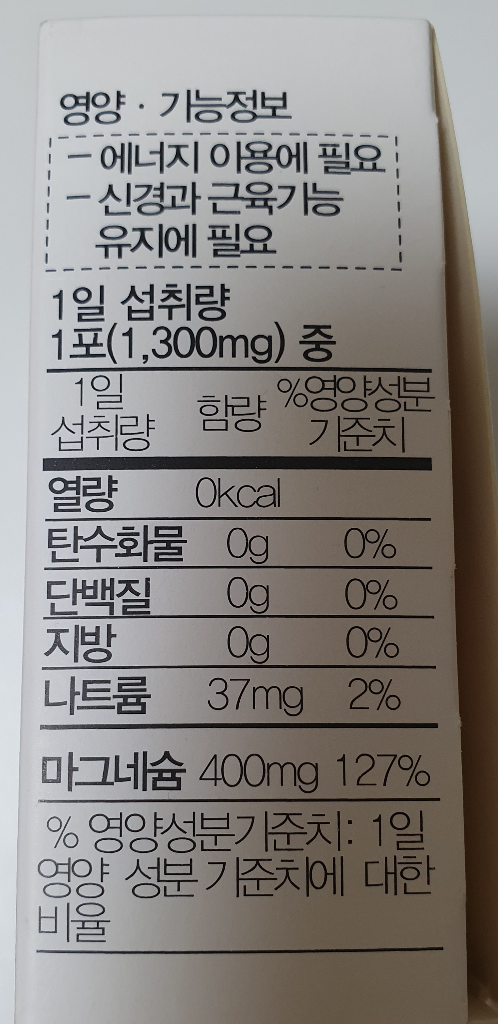 영양 · 기능정보
- 에너지 이용에 필요
- 신경과 근육기능
유지에 필요
1일 섭취량
1포(1,300mg) 중
1일 섭취량 함량 %영양성분 기준치
열량 0kcal
탄수화물 0g 0%
단백질 0g 0%
지방 0g 0%
나트륨 37mg 2%
마그네슘 400mg 127%
% 영양성분기준치: 1일
영양 성분 기준치에 대한
비율